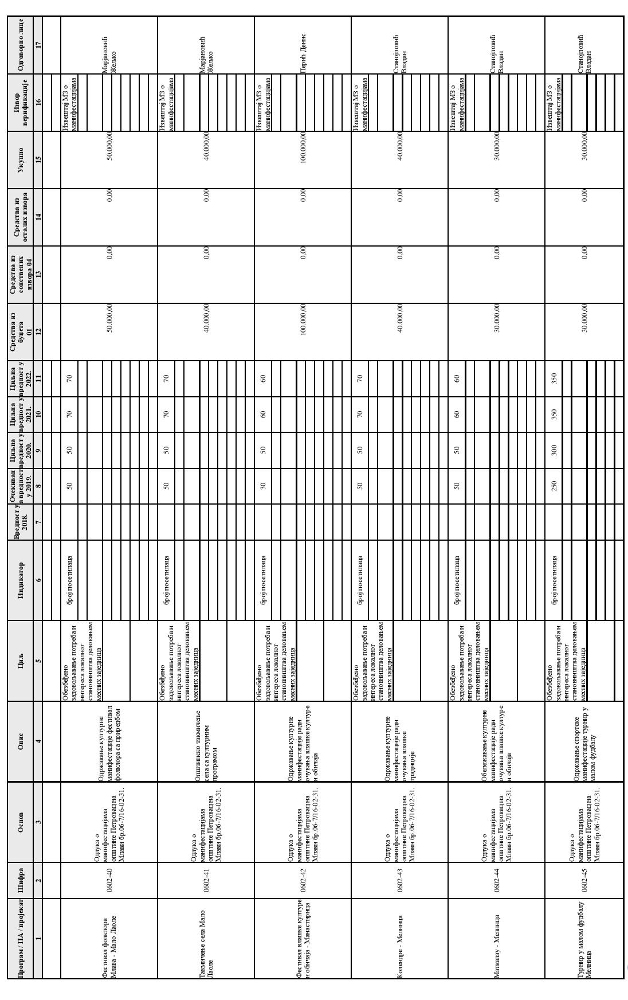 Програм / ПА / пројекат
Шифра
Основ
Опис
Циљ
Индикатор
Вредност у
2018.
Очекиван
а вредност
у 2019.
Циљна
вредност у
2020.
Циљна
вредност у
2021.
Циљна
вредност у
2022.
Средства из
буџета
01
Средства из
сопствених
извора 04
Средства из
осталих извора
Укупно
Извор
верификације
Одговорно лице
1
2
3
4
5
6
7
8
9
10
11
12
13
14
15
16
17
Фестивал фолклора
Млава - Мало Лаоле
0602-40
Одлука о
манифестацијама
општине Петровац на
Млави бр.06-7/16-02-31.
Одржавање културне
манифестације фестивал
фолклора са приредбом
Обезбеђено
задовољавање потреба и
интереса локалног
становништва деловањем
месних заједница
број посетилаца
50
50
70
70
50.000,00
0,00
0,00
50.000,00
Извештај МЗ о
манифестацијама
Марјановић
Жељко
Такмичење села Мало
Лаоле
0602-41
Одлука о
манифестацијама
општине Петровац на
Млави бр.06-7/16-02-31.
Општинско такмичење
села са културним
програмом
Обезбеђено
задовољавање потреба и
интереса локалног
становништва деловањем
месних заједница
број посетилаца
50
50
70
70
40.000,00
0,00
0,00
40.000,00
Извештај МЗ о
манифестацијама
Марјановић
Жељко
Фестивал влашке културе
и обичаја - Манастирица
0602-42
Одлука о
манифестацијама
општине Петровац на
Млави бр.06-7/16-02-31.
Одржавање културне
манифестације ради
очувања влашке културе
и обичаја
Обезбеђено
задовољавање потреба и
интереса локалног
становништва деловањем
месних заједница
број посетилаца
30
50
60
60
100.000,00
0,00
0,00
100.000,00
Извештај МЗ о
манифестацијама
Перић Денис
Колендре - Мелница
0602-43
Одлука о
манифестацијама
општине Петровац на
Млави бр.06-7/16-02-31.
Одржавање културне
манифестације ради
очувања влашке
традиције
Обезбеђено
задовољавање потреба и
интереса локалног
становништва деловањем
месних заједница
број посетилаца
50
50
70
70
40.000,00
0,00
0,00
40.000,00
Извештај МЗ о
манифестацијама
Станојловић
Владан
Маткалау - Мелница
0602-44
Одлука о
манифестацијама
општине Петровац на
Млави бр.06-7/16-02-31.
Обележавање културне
манифестације ради
очувања влашке културе
и обичаја
Обезбеђено
задовољавање потреба и
интереса локалног
становништва деловањем
месних заједница
број посетилаца
50
50
60
60
30.000,00
0,00
0,00
30.000,00
Извештај МЗ о
манифестацијама
Станојловић
Владан
Турнир у малом фудбалу
Мелница
0602-45
Одлука о
манифестацијама
општине Петровац на
Млави бр.06-7/16-02-31.
Одржавање спортске
манифестације турнир у
малом фудбалу
Обезбеђено
задовољавање потреба и
интереса локалног
становништва деловањем
месних заједница
број посетилаца
250
300
350
350
30.000,00
0,00
0,00
30.000,00
Извештај МЗ о
манифестацијама
Станојловић
Владан